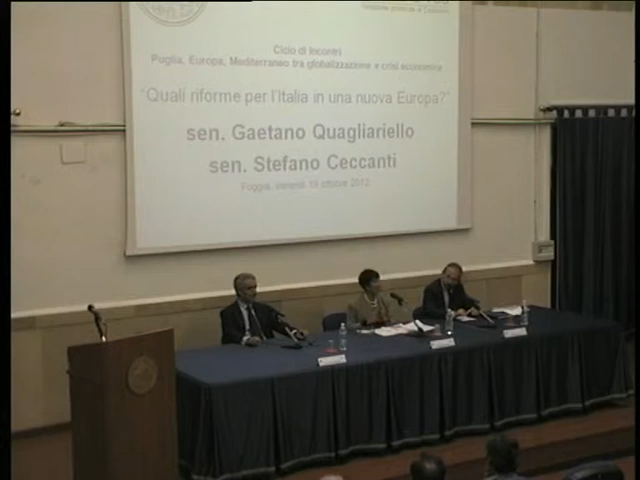 Ciclo di Incontri
Puglia, Europa, Mediterraneo tra globalizzazione e crisi economica
"Quali riforme per l'Italia in una nuova Europa?"
sen. Gaetano Quagliariello
sen. Stefano Ceccanti
Foggia, venerdì 19 ottobre 2012